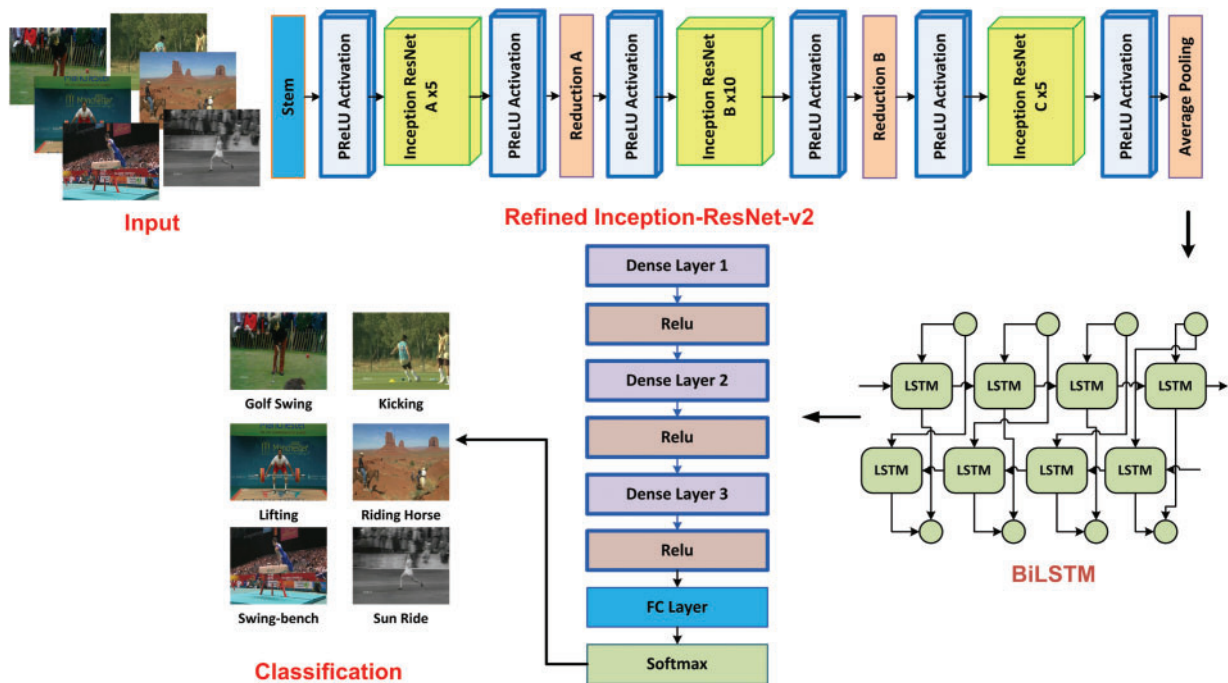 Stem
PReLU Activation
Inception ResNet
A x5
PReLU Activation
Reduction A
PReLU Activation
Inception ResNet
B x10
PReLU Activation
Reduction B
PReLU Activation
Inception ResNet
C x5
PReLU Activation
Average Pooling
Input
Refined Inception-ResNet-v2
Dense Layer 1
Relu
Dense Layer 2
Relu
Dense Layer 3
Relu
FC Layer
Softmax
LSTM
LSTM
LSTM
LSTM
LSTM
LSTM
LSTM
LSTM
BiLSTM
Golf Swing
Kicking
Lifting
Riding Horse
Swing-bench
Sun Ride
Classification